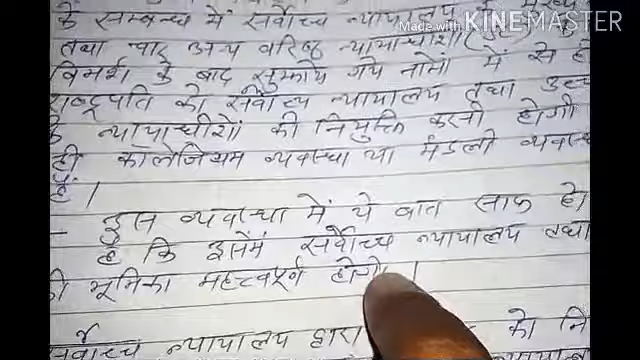 के सम्बन्ध में सर्वोच्च न्यायालय के मुख्य
Made with KINEMASTER
तथा चार अन्य वरिष्ठ न्यायाधीशों
विमर्श के बाद सुझाये गये नामों में से ही
राष्ट्रपति को सर्वोच्च न्यायालय तथा उच्च
के न्यायाधीशों की नियुक्ति करनी होगी
ही कॉलेजियम व्यवस्था या मंडली व्यवस्था
है।
— इस व्यवस्था में ये बात साफ हो
है कि इसमें सर्वोच्च न्यायालय तथा
की भूमिका महत्वपूर्ण होगी।
सर्वोच्च न्यायालय द्वारा को नि